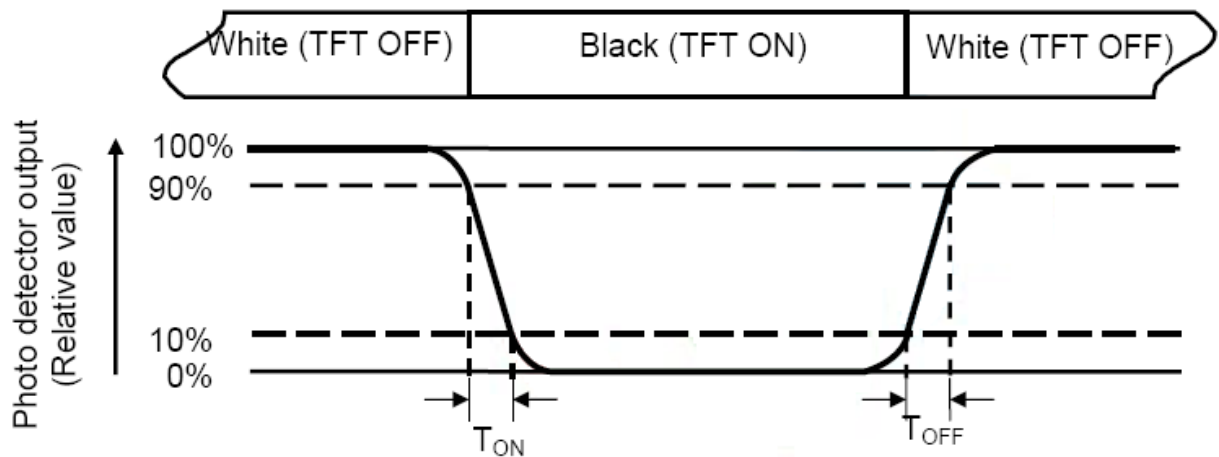 White (TFT OFF)
Black (TFT ON)
White (TFT OFF)
Photo detector output
(Relative value)
100%
90%
10%
0%
TON
TOFF